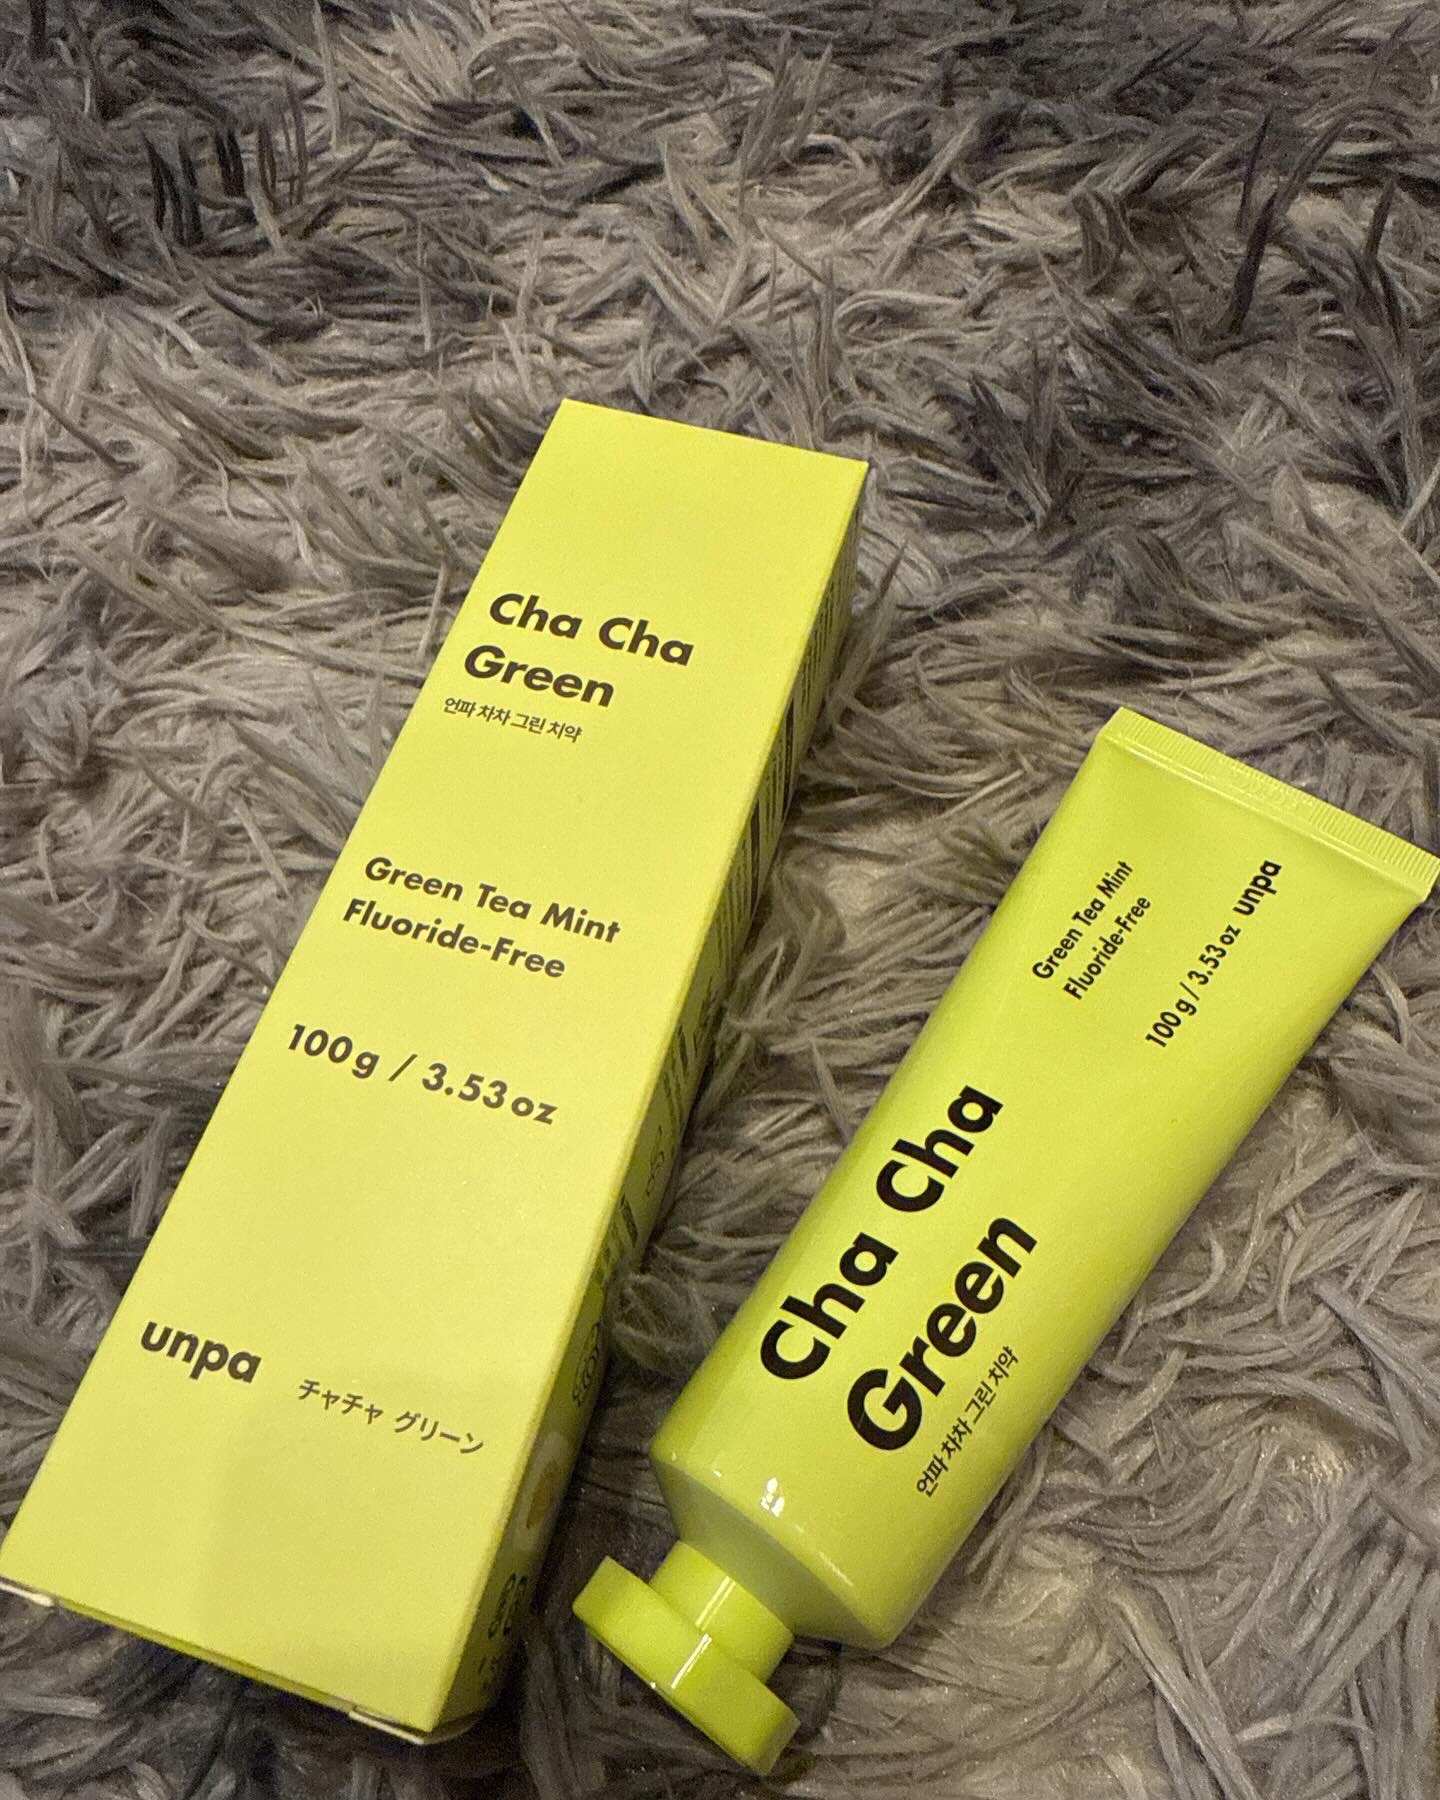 Cha Cha
Green
언파 차차 그린 치약
Green Tea Mint
Fluoride-Free
100g / 3.53oz
unpa
チャチャ グリーン
Green Tea Mint
Fluoride-Free
100g / 3.53oz unpa
Cha Cha
Green
언파 차차 그린 치약